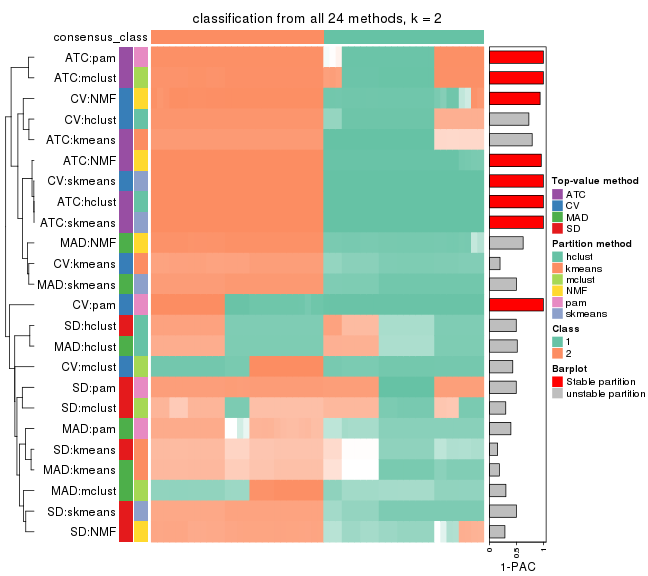 classification from all 24 methods, k = 2
consensus_class
ATC:pam
ATC:mclust
CV:NMF
CV:hclust
ATC:kmeans
ATC:NMF
CV:skmeans
ATC:hclust
ATC:skmeans
MAD:NMF
CV:kmeans
MAD:skmeans
CV:pam
SD:hclust
MAD:hclust
CV:mclust
SD:pam
SD:mclust
MAD:pam
SD:kmeans
MAD:kmeans
MAD:mclust
SD:skmeans
SD:NMF
0
0.5
1
1-PAC
Top-value method
ATC
CV
MAD
SD
Partition method
hclust
kmeans
mclust
NMF
pam
skmeans
Class
1
2
Barplot
Stable partition
unstable partition